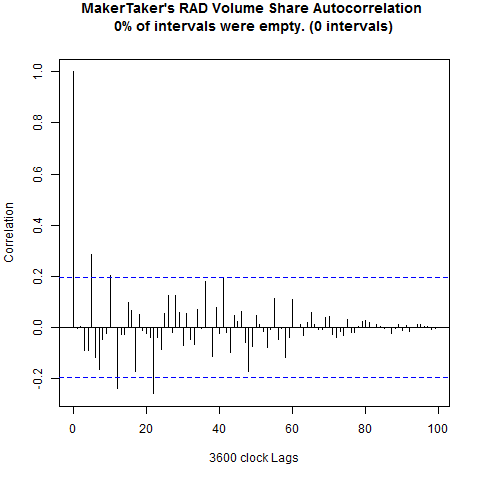 MakerTaker's RAD Volume Share Autocorrelation
0% of intervals were empty. (0 intervals)
1.0
0.8
0.6
0.4
0.2
0.0
-0.2
Correlation
0 20 40 60 80 100
3600 clock Lags